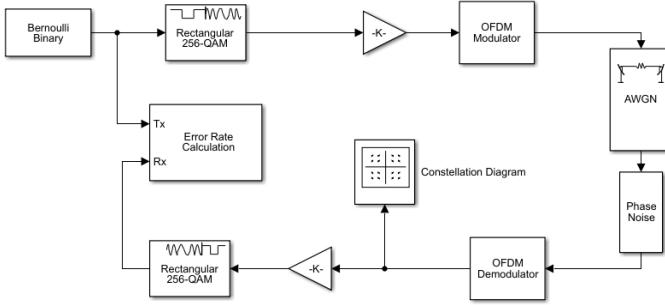 Bernoulli
Binary
Rectangular
256-QAM
-K-
OFDM
Modulator
AWGN
Tx
Rx
Error Rate
Calculation
Constellation Diagram
Phase
Noise
Rectangular
256-QAM
-K-
OFDM
Demodulator